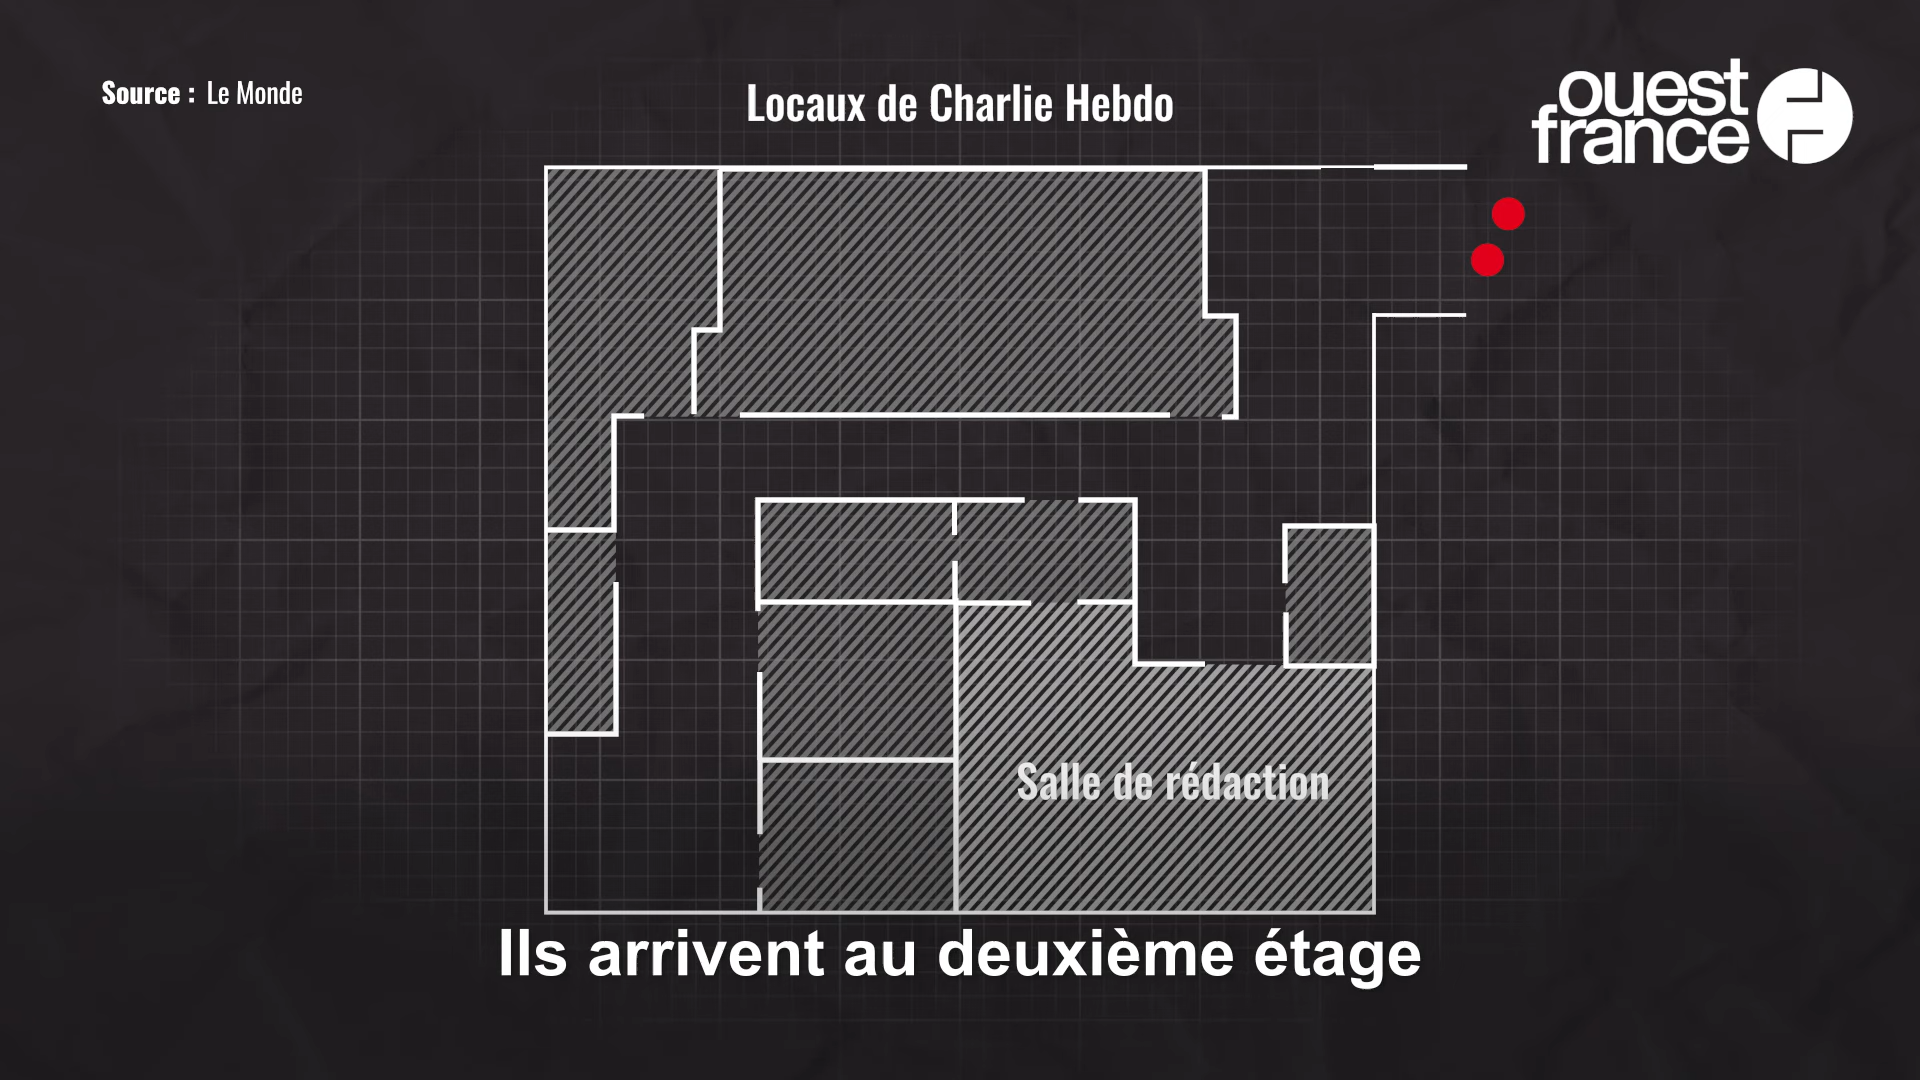 Source : Le Monde
Locaux de Charlie Hebdo
ouest
france
Salle de rédaction
Ils arrivent au deuxième étage